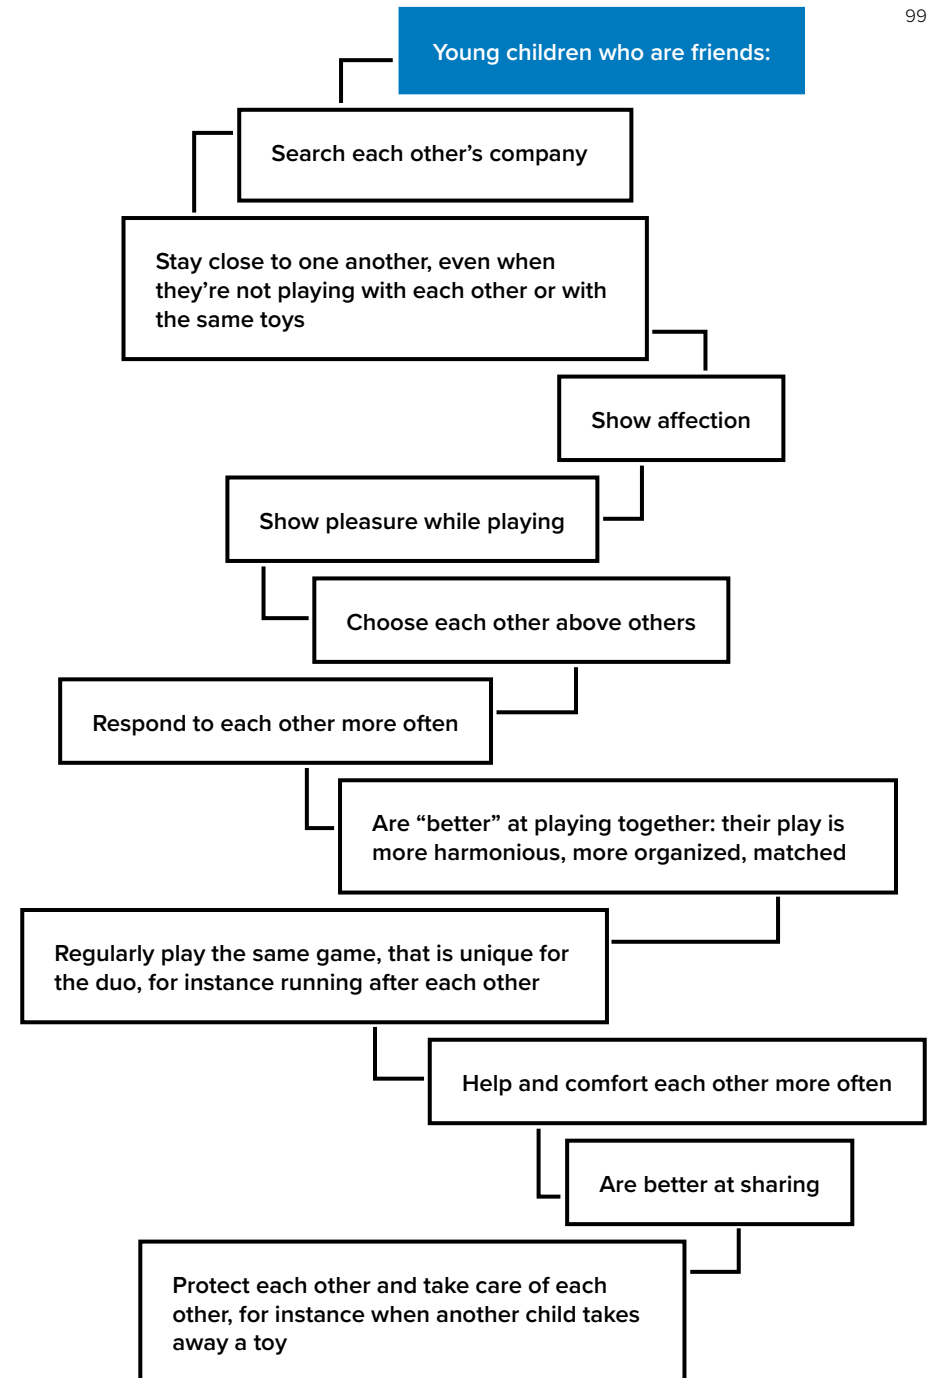 99
Young children who are friends:
Search each other’s company
Stay close to one another, even when
they’re not playing with each other or with
the same toys
Show affection
Show pleasure while playing
Choose each other above others
Respond to each other more often
Are “better” at playing together: their play is
more harmonious, more organized, matched
Regularly play the same game, that is unique for
the duo, for instance running after each other
Help and comfort each other more often
Are better at sharing
Protect each other and take care of each
other, for instance when another child takes
away a toy